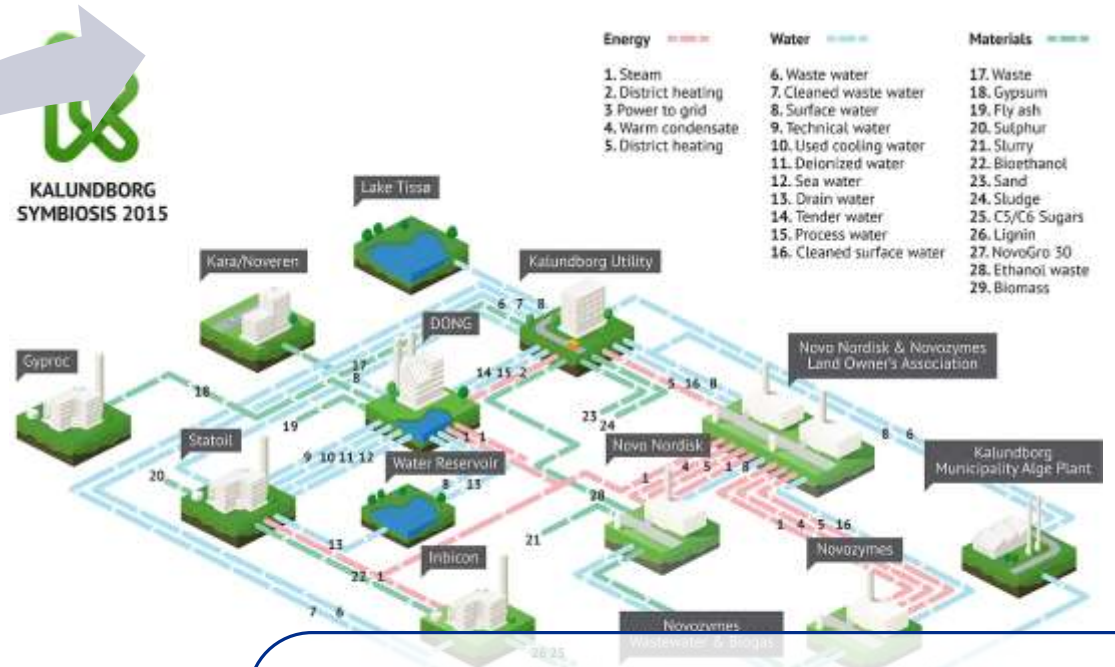 KALUNDBORG
SYMBIOSIS 2015
Energy
1. Steam
2. District heating
3 Power to grid
4. Warm condensate
5. District heating
Water
6. Waste water
7. Cleaned waste water
8. Surface water
9. Technical water
10. Used cooling water
11. Deionized water
12. Sea water
13. Drain water
14. Tender water
15. Process water
16. Cleaned surface water
Materials
17. Waste
18. Gypsum
19. Fly ash
20. Sulphur
21. Slurry
22. Bioethanol
23. Sand
24. Sludge
25. C5/C6 Sugars
26. Lignin
27. NovoGro 30
28. Ethanol waste
29. Biomass
Lake Tissø
Kara/Noveren
Kalundborg Utility
6 7 8
DONG
Gyproc
17
8
14 15 2
5 16 8
Novo Nordisk & Novozymes
Land Owner's Association
18
19
23
24
8 6
Statoil
1 1
Novo Nordisk
Kalundborg
Municipality Alge Plant
9 10 11 12
Water Reservoir
1
4 5 1 8
20
8 13
28
1 4 5 16
13
21
Novozymes
Inbicon
22 1
7 6
Novozymes
Wastewater & Biogas
26 25